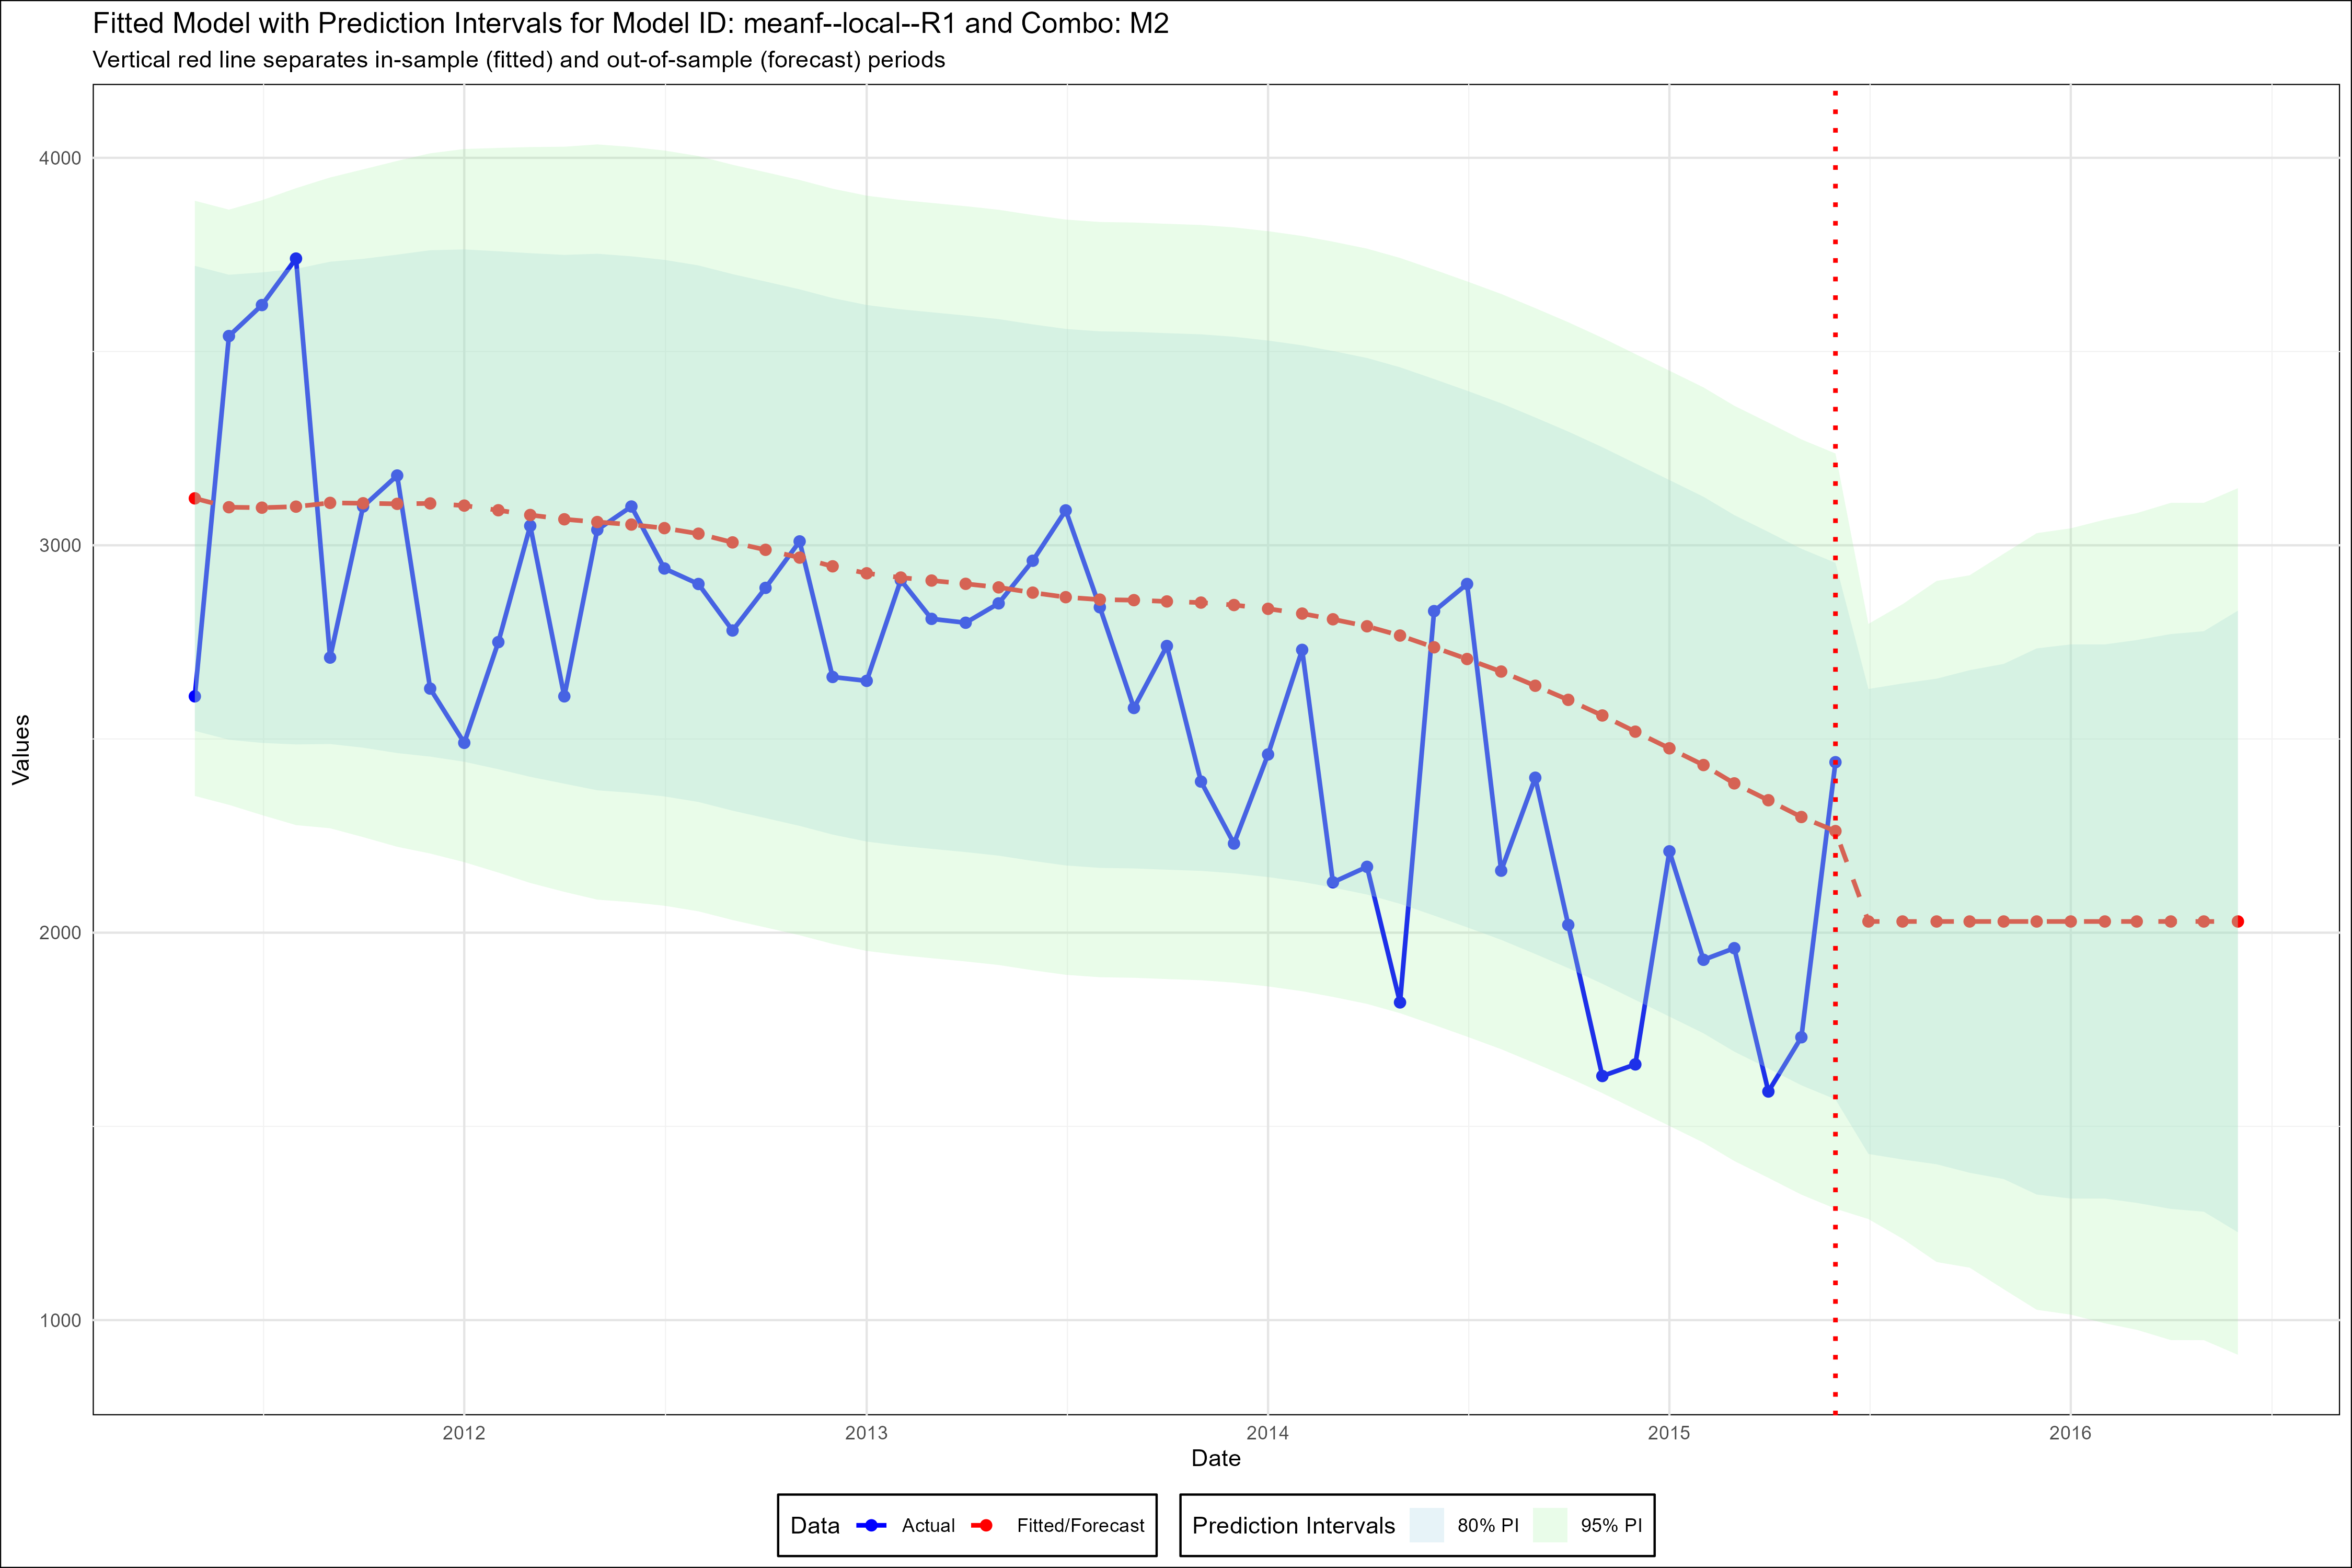 Fitted Model with Prediction Intervals for Model ID: meanf--local--R1 and Combo: M2
Vertical red line separates in-sample (fitted) and out-of-sample (forecast) periods
Values
4000
3000
2000
1000
2012 2013 2014 2015 2016
Date
Data Actual Fitted/Forecast Prediction Intervals 80% PI 95% PI